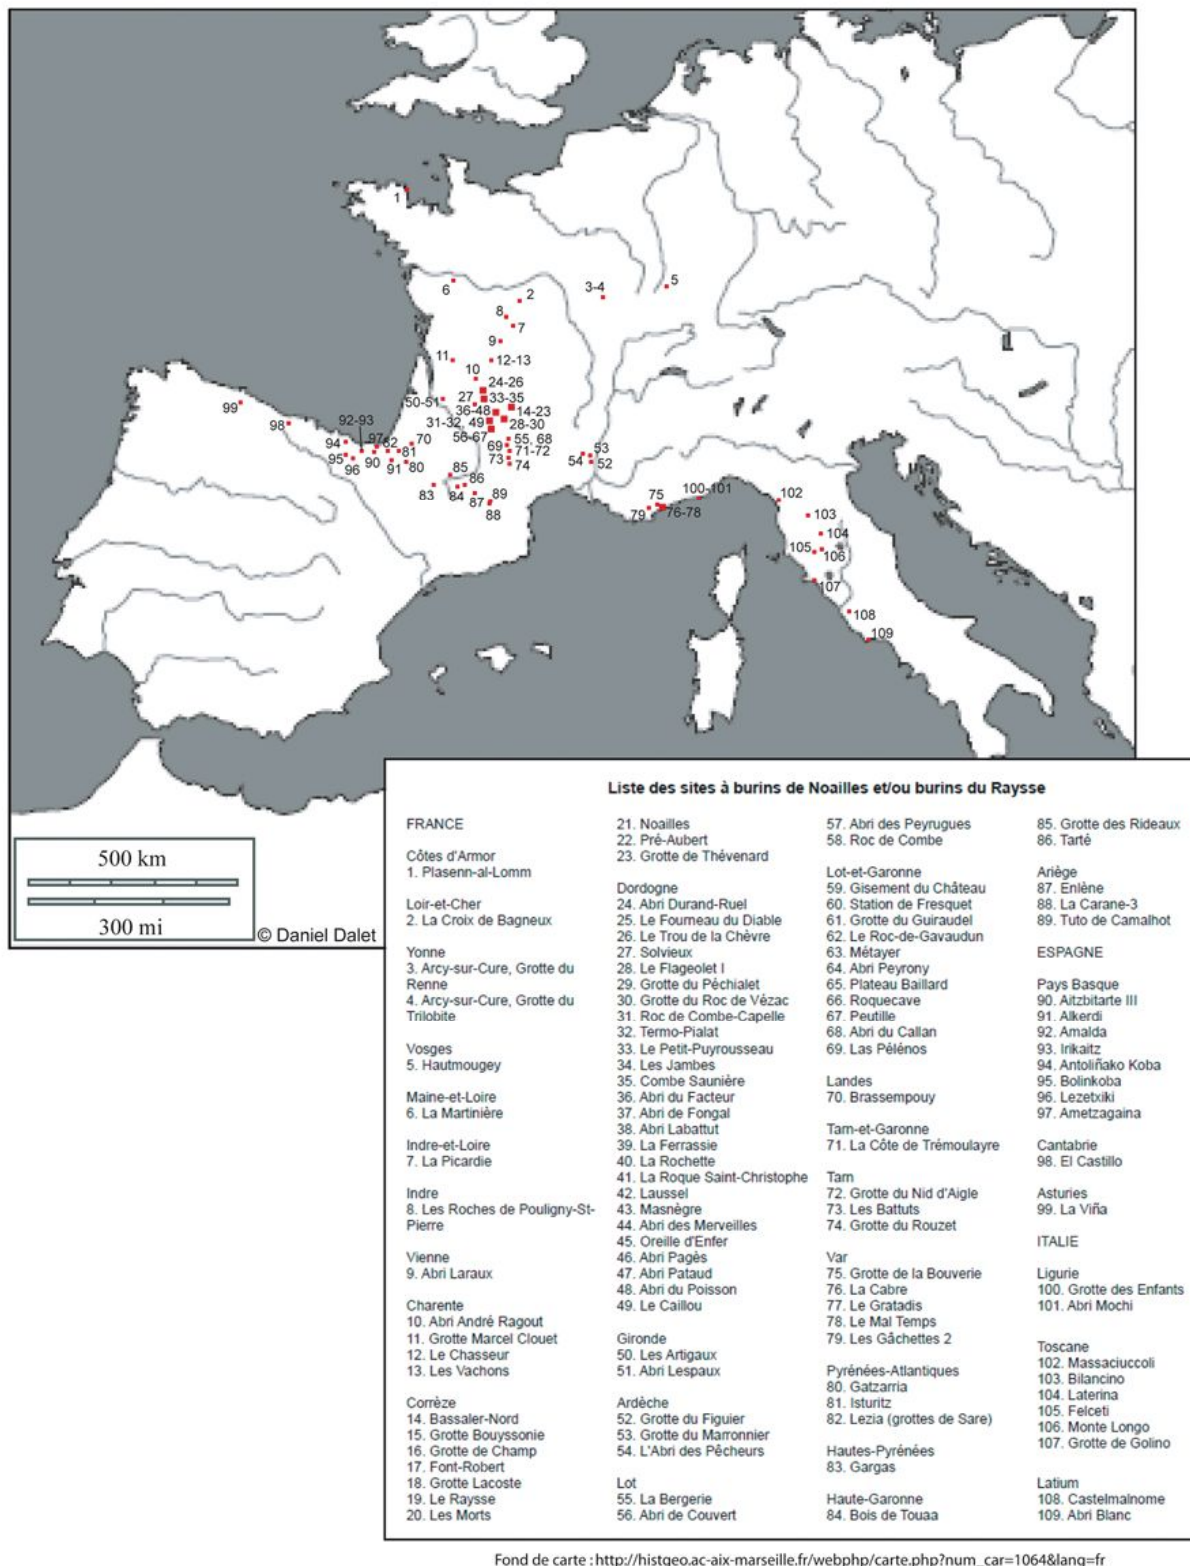 1
6
2
3-4
5
8
7
9
11
12-13
10
24-26
27
33-35
50-51
36-48
14-23
31-32
49
28-30
56-67
55, 68
69
71-72
73
74
99
98
92-93
94
97
82
70
95
96
90
91
81
80
83
85
84
86
87
89
88
53
54
52
75
100-101
79
76-78
102
103
104
105
106
107
108
109
500 km
300 mi
© Daniel Dalet
Liste des sites à burins de Noailles et/ou burins du Raysse
FRANCE
Côtes d'Armor
1. Plasenn-al-Lomm
Loir-et-Cher
2. La Croix de Bagneux
Yonne
3. Arcy-sur-Cure, Grotte du
Renne
4. Arcy-sur-Cure, Grotte du
Trilobite
Vosges
5. Hautmougey
Maine-et-Loire
6. La Martinière
Indre-et-Loire
7. La Picardie
Indre
8. Les Roches de Pouligny-St-
Pierre
Vienne
9. Abri Laraux
Charente
10. Abri André Ragout
11. Grotte Marcel Clouet
12. Le Chasseur
13. Les Vachons
Corrèze
14. Bassaler-Nord
15. Grotte Bouyssonie
16. Grotte de Champ
17. Font-Robert
18. Grotte Lacoste
19. Le Raysse
20. Les Morts
21. Noailles
22. Pré-Aubert
23. Grotte de Thévenard
Dordogne
24. Abri Durand-Ruel
25. Le Fourneau du Diable
26. Le Trou de la Chèvre
27. Solvieux
28. Le Flageolet I
29. Grotte du Péchialet
30. Grotte du Roc de Vézac
31. Roc de Combe-Capelle
32. Termo-Pialat
33. Le Petit-Puyrousseau
34. Les Jambes
35. Combe Saunière
36. Abri du Facteur
37. Abri de Fongal
38. Abri Labattut
39. La Ferrassie
40. La Rochette
41. La Roque Saint-Christophe
42. Laussel
43. Masnègre
44. Abri des Merveilles
45. Oreille d'Enfer
46. Abri Pagès
47. Abri Pataud
48. Abri du Poisson
49. Le Caillou
Gironde
50. Les Artigaux
51. Abri Lespaux
Ardèche
52. Grotte du Figuier
53. Grotte du Marronnier
54. L'Abri des Pêcheurs
Lot
55. La Bergerie
56. Abri de Couvert
57. Abri des Peyrugues
58. Roc de Combe
Lot-et-Garonne
59. Gisement du Château
60. Station de Fresquet
61. Grotte du Guiraudel
62. Le Roc-de-Gavaudun
63. Métayer
64. Abri Peyrony
65. Plateau Baillard
66. Roquecave
67. Peutille
68. Abri du Callan
69. Las Pélénos
Landes
70. Brassempouy
Tarn-et-Garonne
71. La Côte de Trémoulayre
Tarn
72. Grotte du Nid d'Aigle
73. Les Battuts
74. Grotte du Rouzet
Var
75. Grotte de la Bouverie
76. La Cabre
77. Le Gratadis
78. Le Mal Temps
79. Les Gâchettes 2
Pyrénées-Atlantiques
80. Gatzarria
81. Isturitz
82. Lezia (grottes de Sare)
Hautes-Pyrénées
83. Gargas
Haute-Garonne
84. Bois de Touaa
85. Grotte des Rideaux
86. Tarté
Ariège
87. Enlène
88. La Carane-3
89. Tuto de Camalhot
ESPAGNE
Pays Basque
90. Aitzbitarte III
91. Alkerdi
92. Amalda
93. Irikaitz
94. Antoliñako Koba
95. Bolinkoba
96. Lezetxiki
97. Ametzagaina
Cantabrie
98. El Castillo
Asturies
99. La Viña
ITALIE
Ligurie
100. Grotte des Enfants
101. Abri Mochi
Toscane
102. Massaciuccoli
103. Bilancino
104. Laterina
105. Felceti
106. Monte Longo
107. Grotte de Golino
Latium
108. Castelmalnome
109. Abri Blanc
Fond de carte : http://histgeo.ac-aix-marseille.fr/webphp/carte.php?num_car=1064&lang=fr